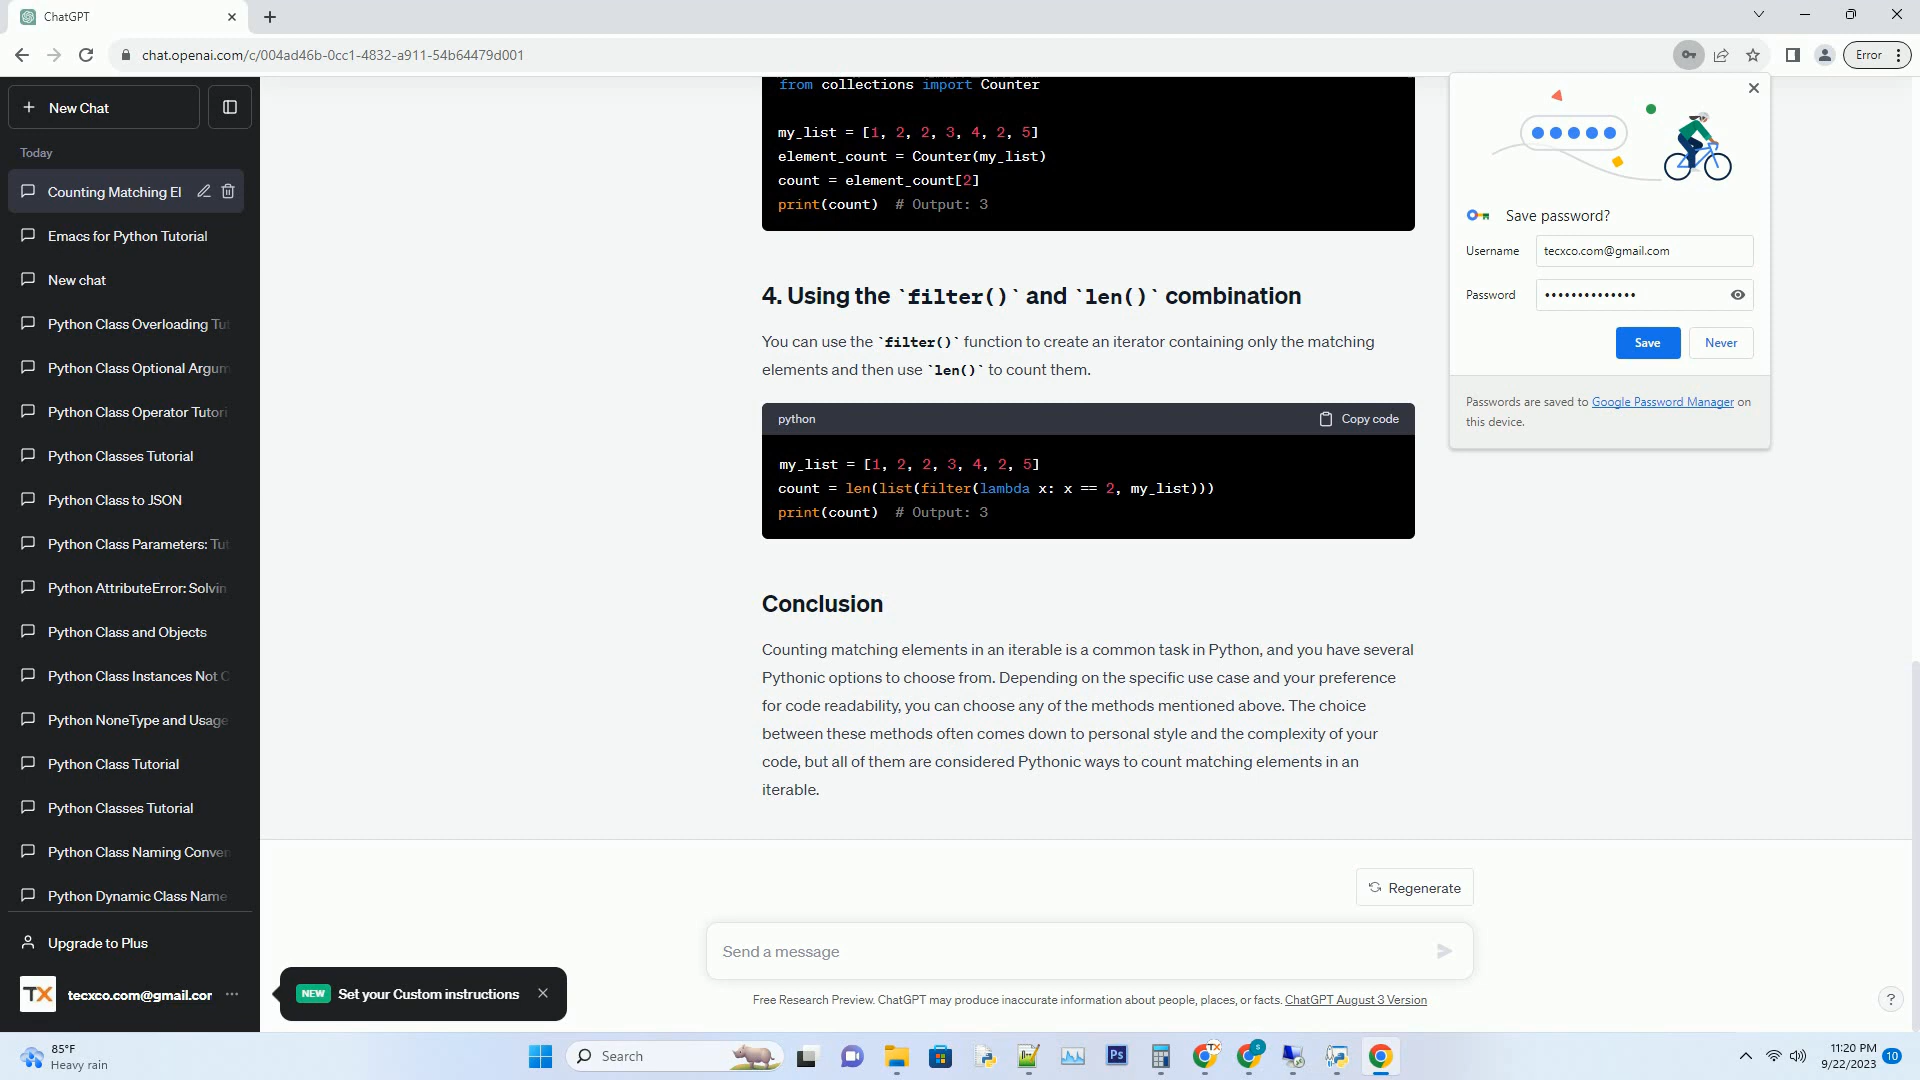 ChatGPT
chat.openai.com/c/004ad46b-0cc1-4832-a911-54b64479d001
Error
New Chat
Today
Counting Matching El
Emacs for Python Tutorial
New chat
Python Class Overloading Tut
Python Class Optional Argum
Python Class Operator Tutori
Python Classes Tutorial
Python Class to JSON
Python Class Parameters: Tut
Python AttributeError: Solvin
Python Class and Objects
Python Class Instances Not C
Python NoneType and Usage
Python Class Tutorial
Python Classes Tutorial
Python Class Naming Conven
Python Dynamic Class Name
Upgrade to Plus
TX tecxco.com@gmail.cor ...
from collections import Counter
my_list = [1, 2, 2, 3, 4, 2, 5]
element_count = Counter(my_list)
count = element_count[2]
print(count)  # Output: 3
4. Using the `filter()` and `len()` combination
You can use the `filter()` function to create an iterator containing only the matching
elements and then use `len()` to count them.
python
Copy code
my_list = [1, 2, 2, 3, 4, 2, 5]
count = len(list(filter(lambda x: x == 2, my_list)))
print(count)  # Output: 3
Conclusion
Counting matching elements in an iterable is a common task in Python, and you have several
Pythonic options to choose from. Depending on the specific use case and your preference
for code readability, you can choose any of the methods mentioned above. The choice
between these methods often comes down to personal style and the complexity of your
code, but all of them are considered Pythonic ways to count matching elements in an
iterable.
Regenerate
Send a message
NEW Set your Custom instructions
Free Research Preview. ChatGPT may produce inaccurate information about people, places, or facts. ChatGPT August 3 Version
?
Save password?
Username tecxco.com@gmail.com
Password ••••••••••••••
Save
Never
Passwords are saved to Google Password Manager on
this device.
85°F
Heavy rain
Search
Ps
TX
s
11:20 PM
9/22/2023
10